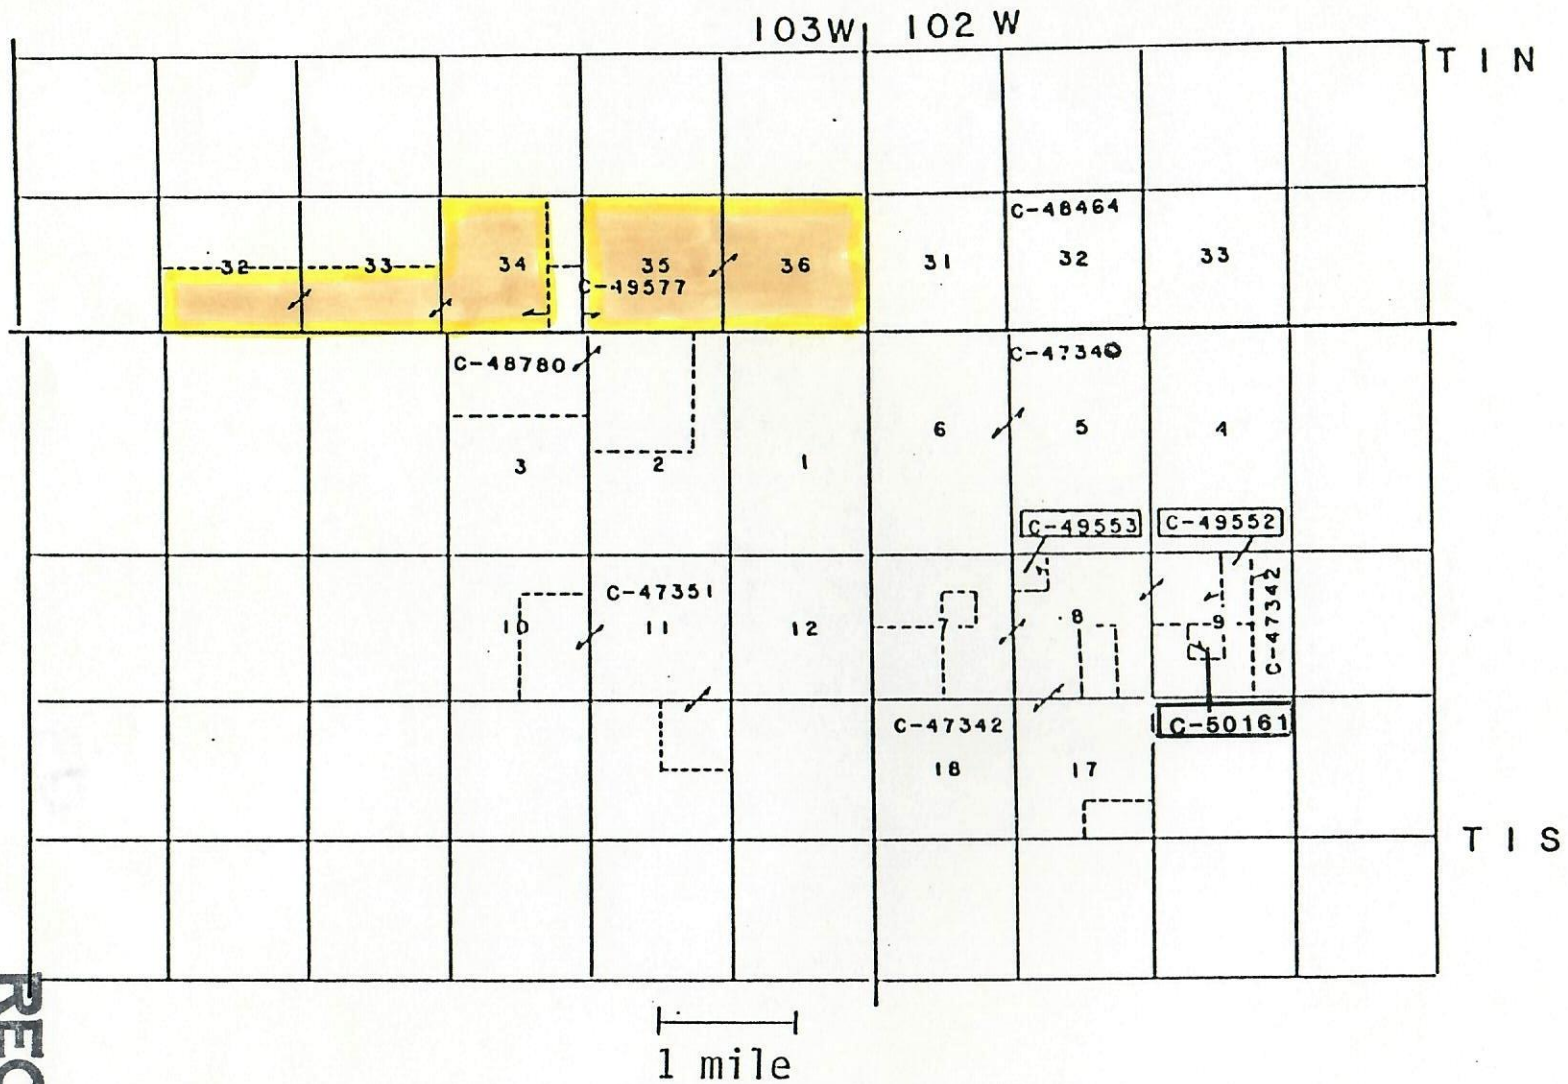 103W 102 W
T 1 N
C-48464
32 33 34 35 36 31 32 33
C-49577
C-48780
C-47340
6 5 4
3 2 1
C-49553 C-49552
C-47342
C-47351
10 11 12 7 8 9
C-47342 C-50161
18 17
T 1 S
1 mile
REC